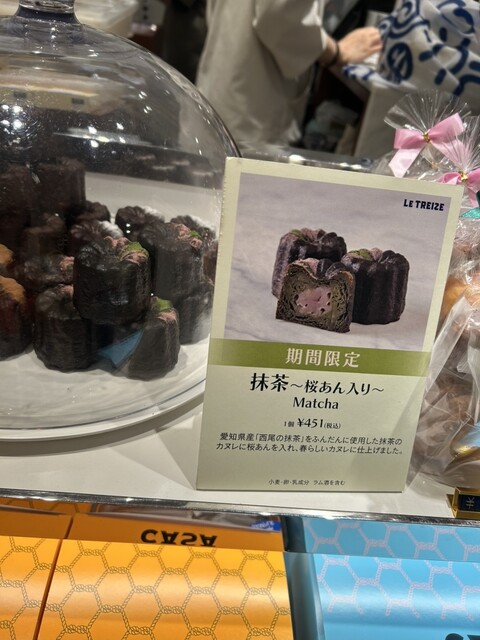 LE TREIZE
期間限定
抹茶～桜あん入り～
Matcha
1個 ¥451(税込)
愛知県産「西尾の抹茶」をふんだんに使用した抹茶の
カヌレに桜あんを入れ、春らしいカヌレに仕上げました。
小麦・卵・乳成分 ラム酒を含む
CASA